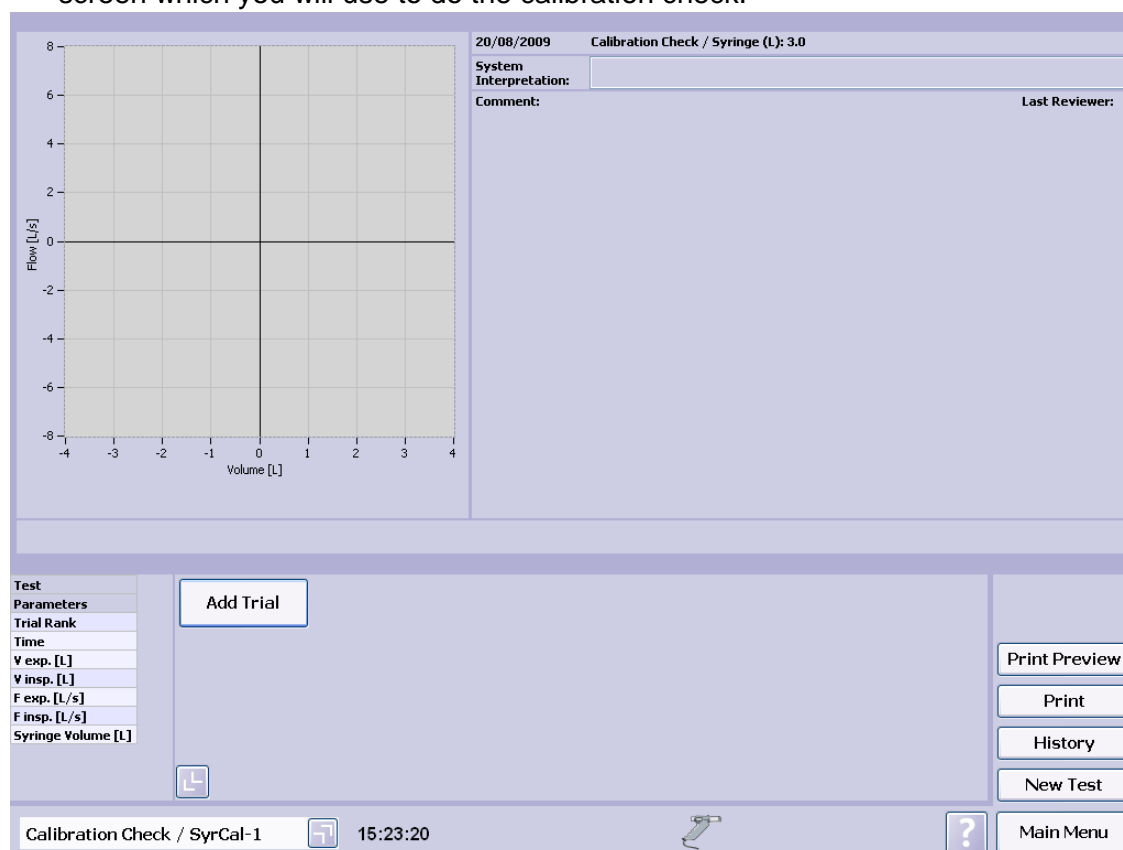 screen which you will use to do the calibration check.
20/08/2009 Calibration Check / Syringe (L): 3.0
System
Interpretation:
Comment: Last Reviewer:
8
6
4
2
0
-2
-4
-6
-8
Flow [L/s]
-4 -3 -2 -1 0 1 2 3 4
Volume [L]
Test
Parameters
Trial Rank
Time
V exp. [L]
V insp. [L]
F exp. [L/s]
F insp. [L/s]
Syringe Volume [L]
Add Trial
Print Preview
Print
History
New Test
Calibration Check / SyrCal-1 15:23:20 ? Main Menu